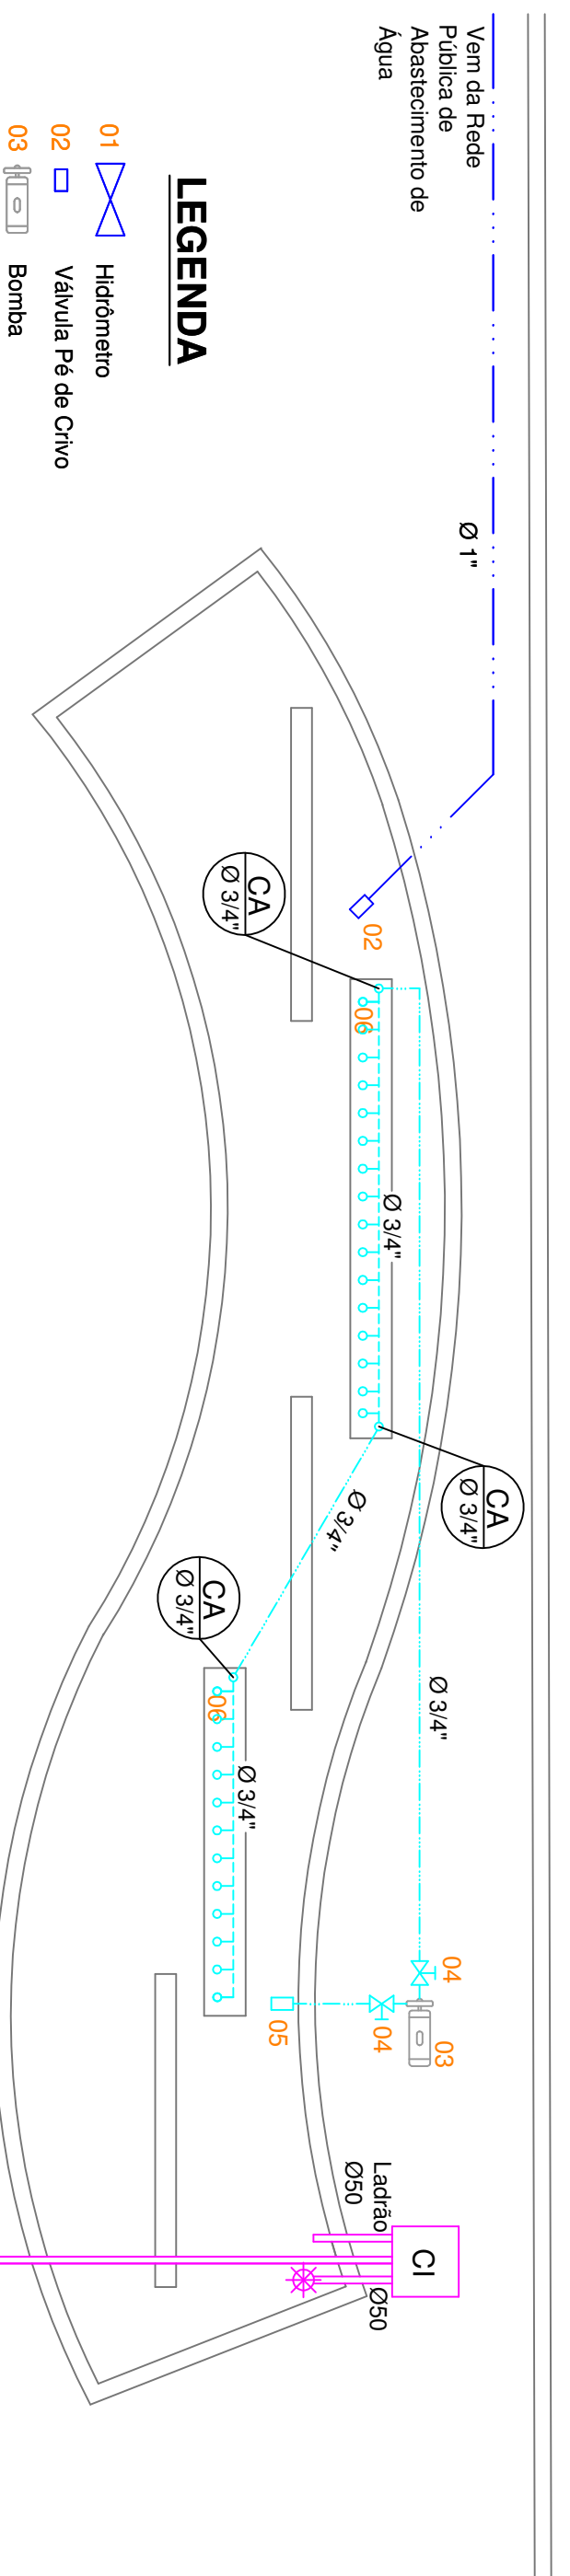 Vem da Rede
Pública de
Abastecimento de
Água
Ø 1"
LEGENDA
01 Hidrômetro
02 Válvula Pé de Crivo
03 Bomba
02
CA
Ø 3/4"
06
Ø 3/4"
CA
Ø 3/4"
Ø 3/4"
CA
Ø 3/4"
06
Ø 3/4"
Ø 3/4"
04
03
04
05
Ladrão
Ø50
CI
Ø50